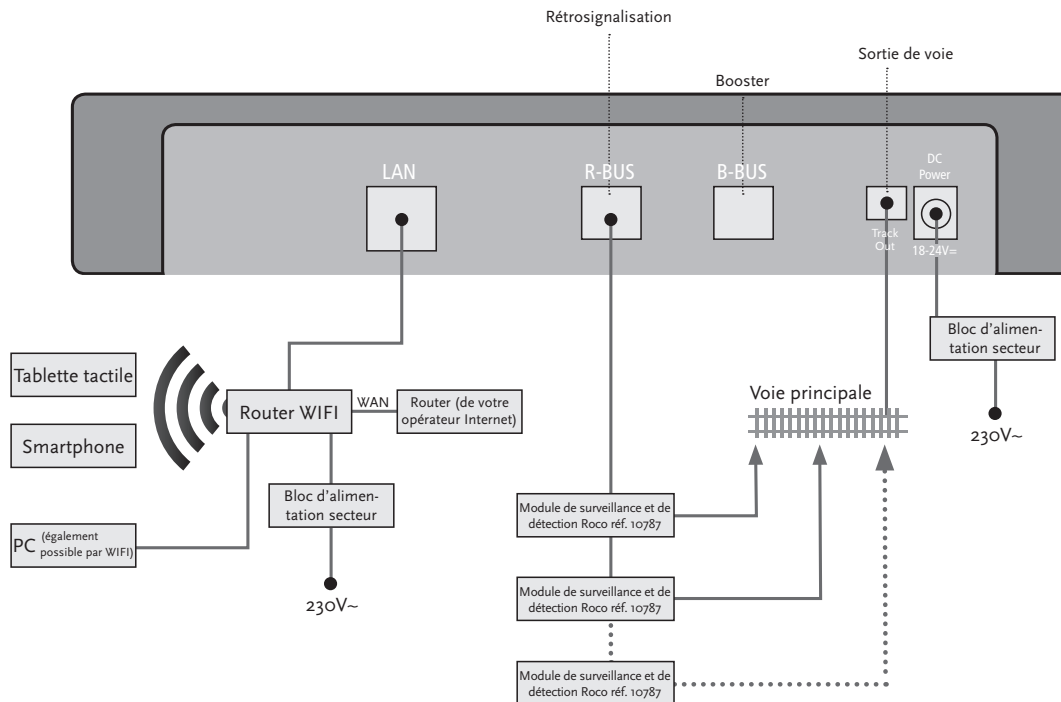 Rétrosignalisation
Sortie de voie
Booster
LAN
R-BUS
B-BUS
DC
Power
Track
Out
18-24V=
Bloc d'alimen-
tation secteur
230V~
Tablette tactile
Smartphone
PC (également
possible par WIFI)
Router WIFI
WAN
Router (de votre
opérateur Internet)
Bloc d'alimen-
tation secteur
230V~
Voie principale
Module de surveillance et de
détection Roco réf. 10787
Module de surveillance et de
détection Roco réf. 10787
Module de surveillance et de
détection Roco réf. 10787